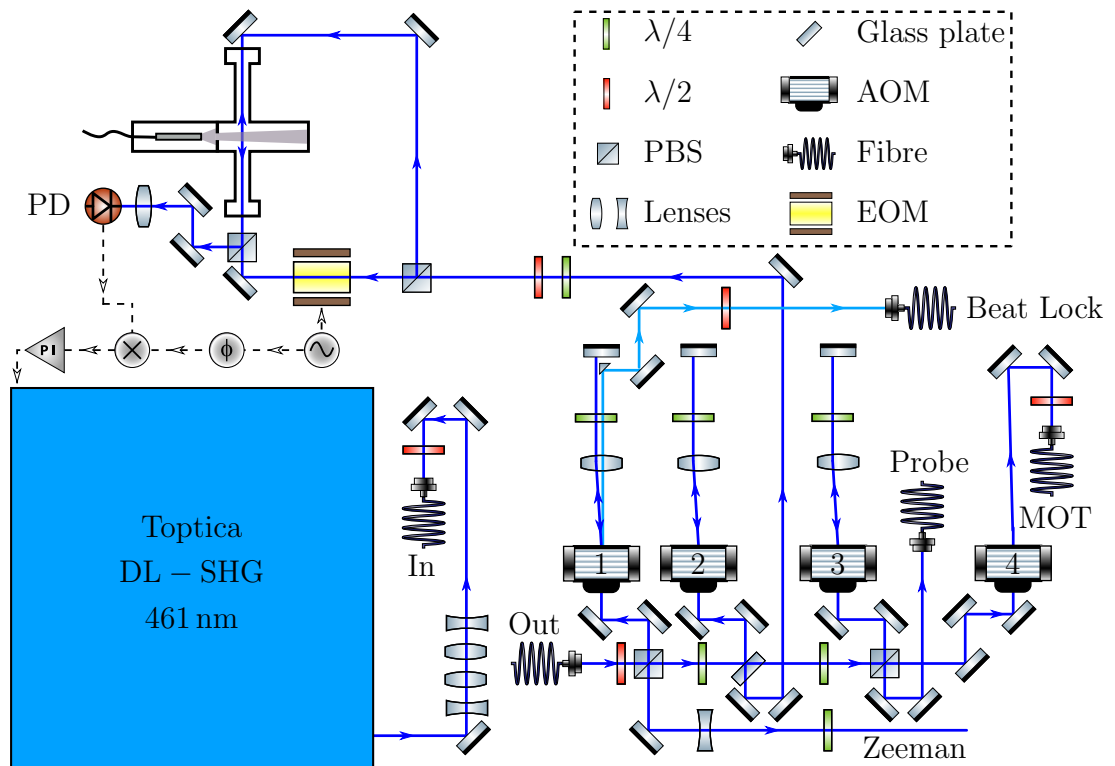 λ/4
Glass plate
λ/2
AOM
PBS
Fibre
Lenses
EOM
PD
Beat Lock
PI
ϕ
Probe
MOT
In
Toptica
DL – SHG
461 nm
1
2
3
4
Out
Zeeman